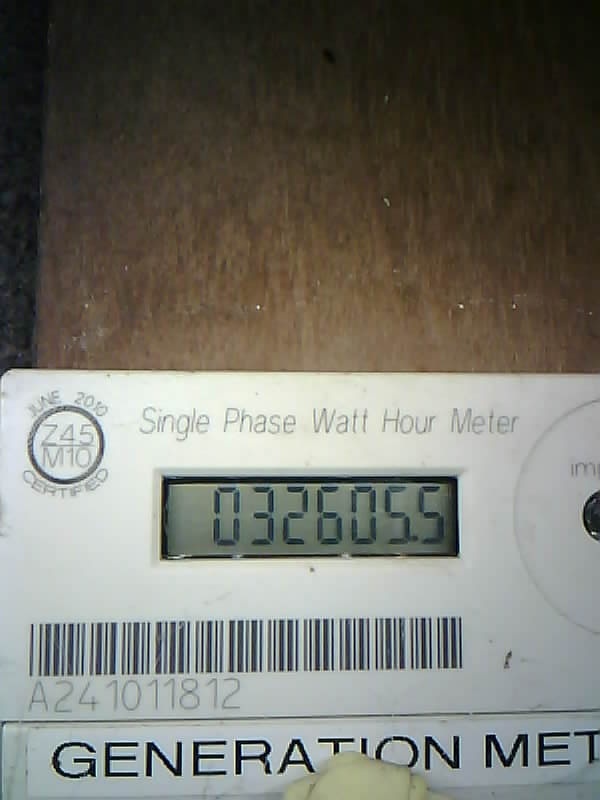 JUNE 2010
Z45
M10
CERTIFIED
Single Phase Watt Hour Meter
032605.5
imp
A241011812
GENERATION MET